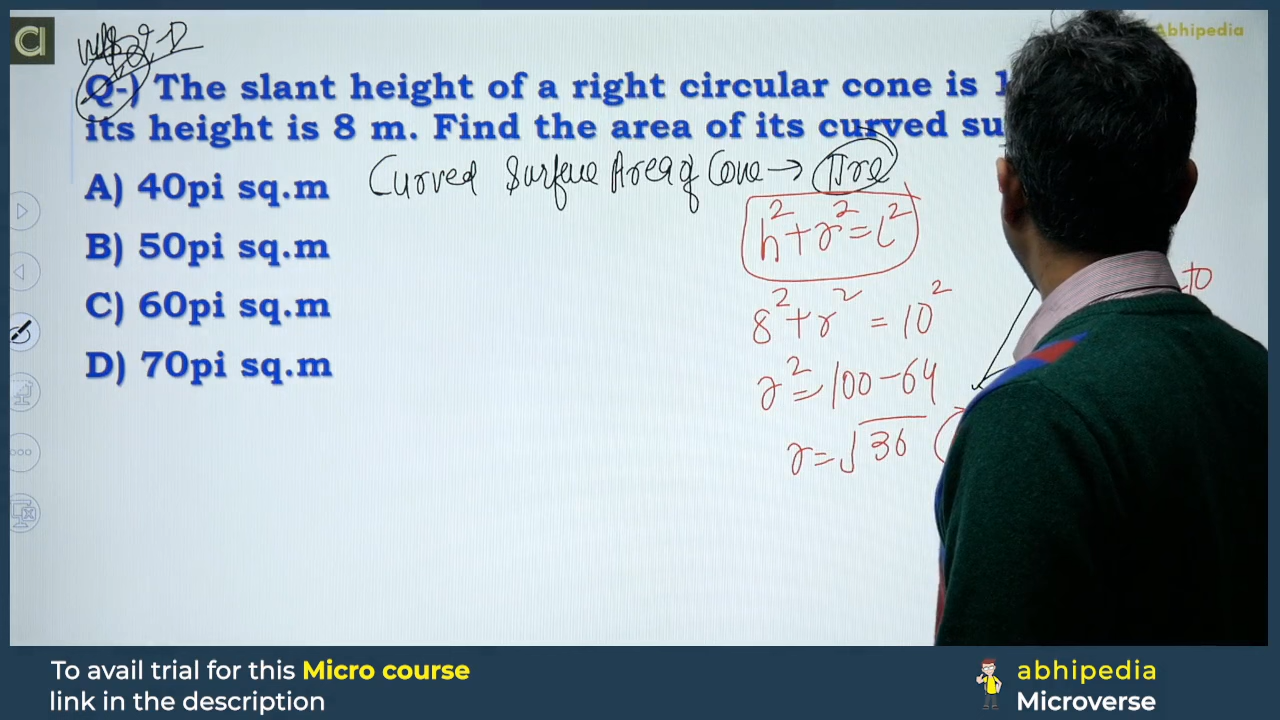 Abhipedia
Q-) The slant height of a right circular cone is 1
its height is 8 m. Find the area of its curved su
A) 40pi sq.m
B) 50pi sq.m
C) 60pi sq.m
D) 70pi sq.m
Curved Surface Area of Cone → πrl
h²+r²=l²
8²+r² = 10²
r²=100-64
r=√36
10
To avail trial for this Micro course
link in the description
abhipedia
Microverse